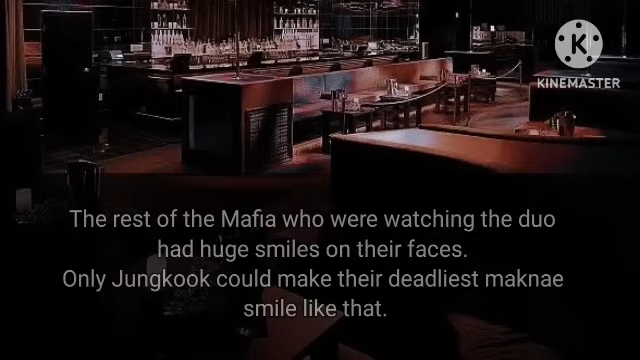 K
KINEMASTER
The rest of the Mafia who were watching the duo
had huge smiles on their faces.
Only Jungkook could make their deadliest maknae
smile like that.